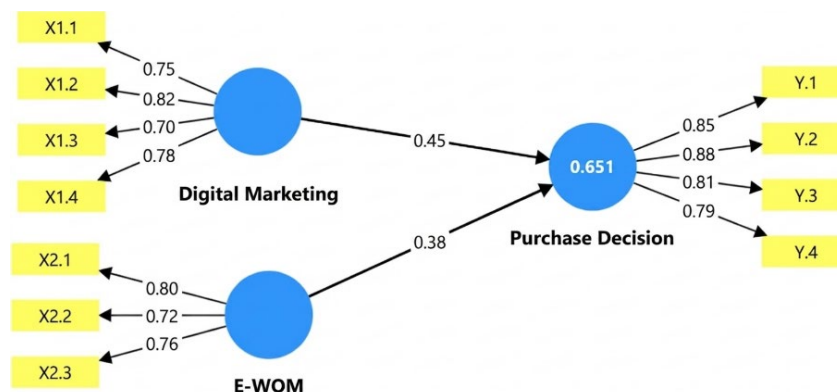 X1.1
X1.2
X1.3
X1.4
0.75
0.82
0.70
0.78
Digital Marketing
X2.1
X2.2
X2.3
0.80
0.72
0.76
E-WOM
0.45
0.38
0.651
Purchase Decision
0.85
0.88
0.81
0.79
Y.1
Y.2
Y.3
Y.4